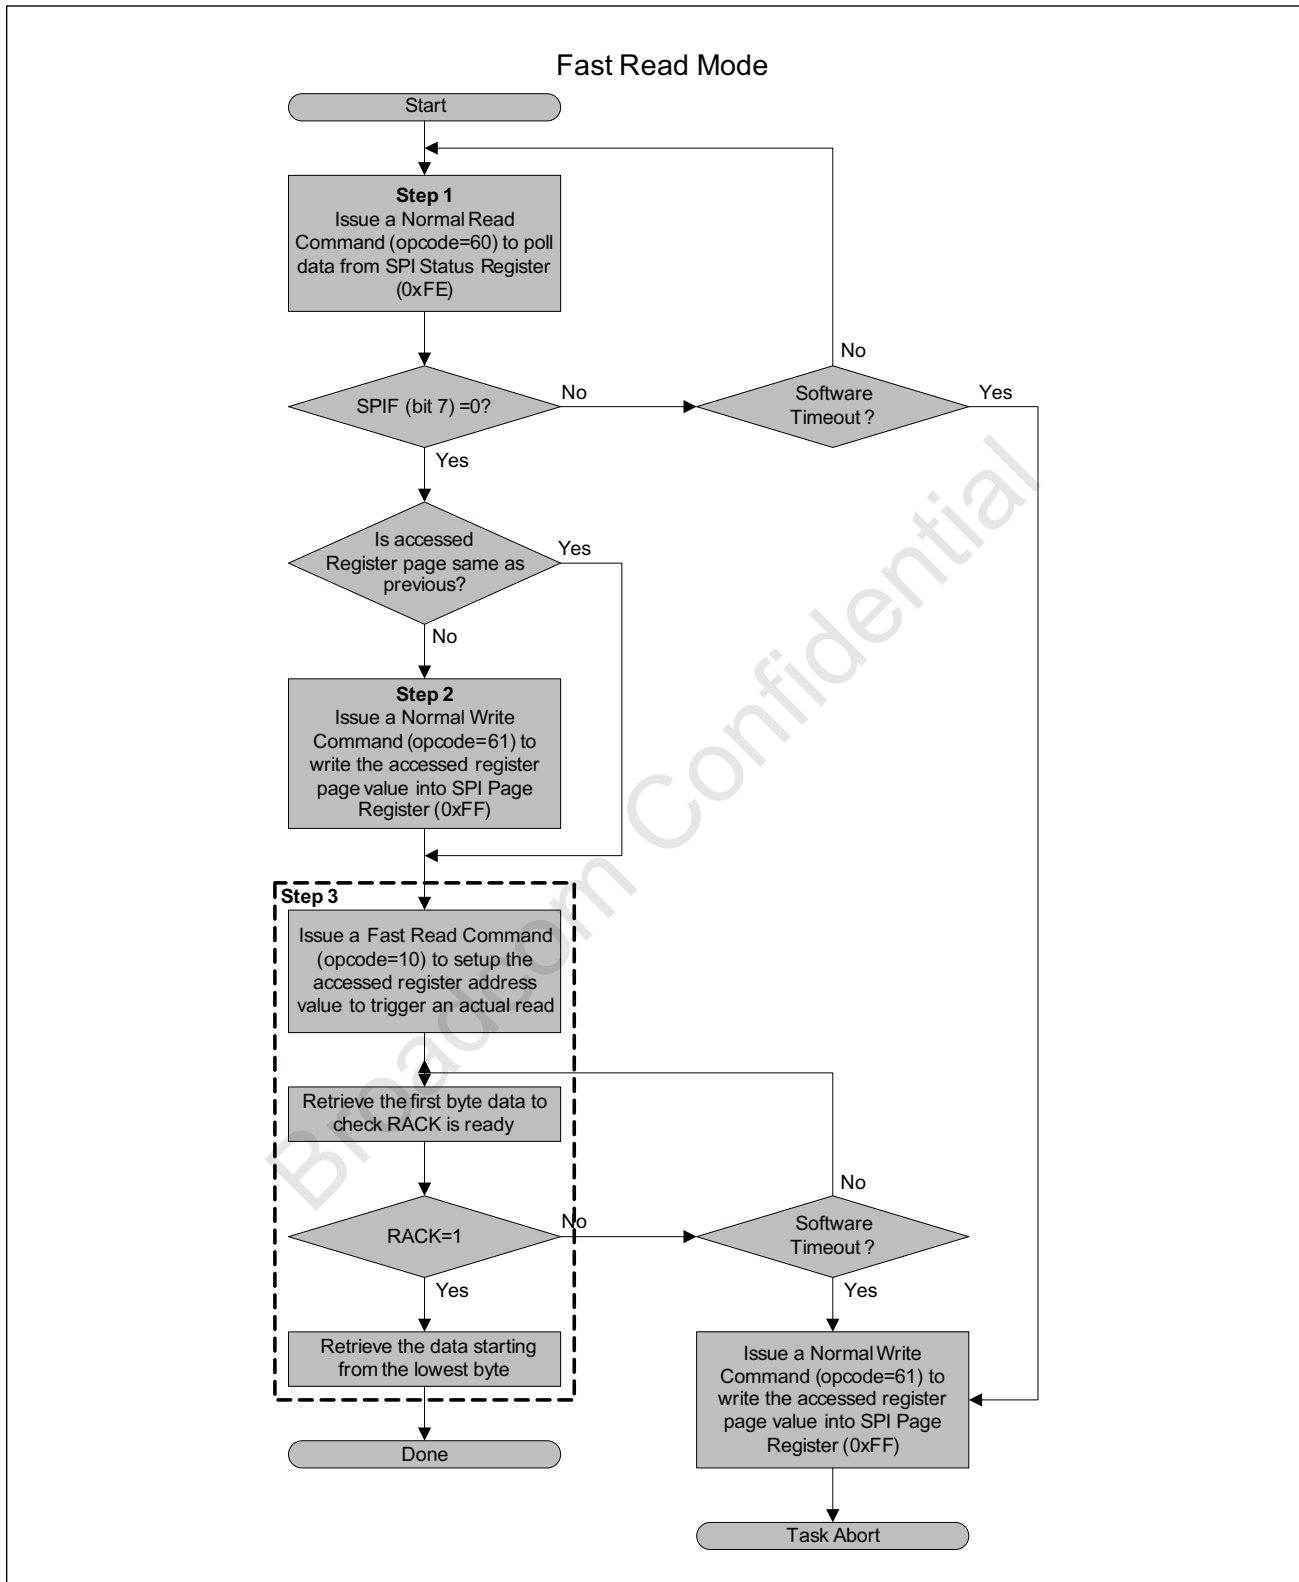 Fast Read Mode
Start
Step 1
Issue a Normal Read
Command (opcode=60) to poll
data from SPI Status Register
(0xFE)
No
SPIF (bit 7) =0?
No
Software
Timeout ?
Yes
Yes
Is accessed
Register page same as
previous?
Yes
No
Step 2
Issue a Normal Write
Command (opcode=61) to
write the accessed register
page value into SPI Page
Register (0xFF)
Step 3
Issue a Fast Read Command
(opcode=10) to setup the
accessed register address
value to trigger an actual read
Retrieve the first byte data to
check RACK is ready
No
RACK=1
No
Software
Timeout ?
Yes
Yes
Retrieve the data starting
from the lowest byte
Issue a Normal Write
Command (opcode=61) to
write the accessed register
page value into SPI Page
Register (0xFF)
Done
Task Abort
Broadcom Confidential